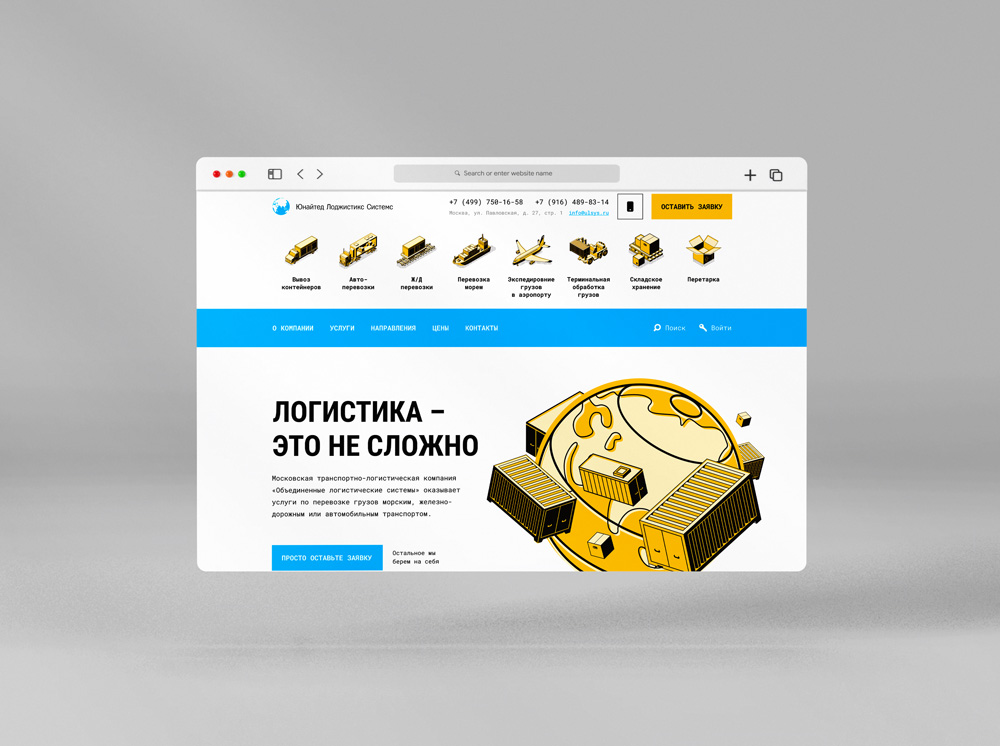 Search or enter website name
Юнайтед Лоджистикс Системс
+7 (499) 750-16-58 +7 (916) 489-83-14
Москва, ул. Павловская, д. 27, стр. 1 info@ulsys.ru
ОСТАВИТЬ ЗАЯВКУ
Вывоз
контейнеров
Авто-
перевозки
Ж/Д
перевозки
Перевозка
морем
Экспедировние
грузов
в аэропорту
Терминальная
обработка
грузов
Складское
хранение
Перетарка
О КОМПАНИИ УСЛУГИ НАПРАВЛЕНИЯ ЦЕНЫ КОНТАКТЫ Поиск Войти
ЛОГИСТИКА –
ЭТО НЕ СЛОЖНО
Московская транспортно-логистическая компания
«Объединенные логистические системы» оказывает
услуги по перевозке грузов морским, железно-
дорожным или автомобильным транспортом.
ПРОСТО ОСТАВЬТЕ ЗАЯВКУ
Остальное мы
берем на себя